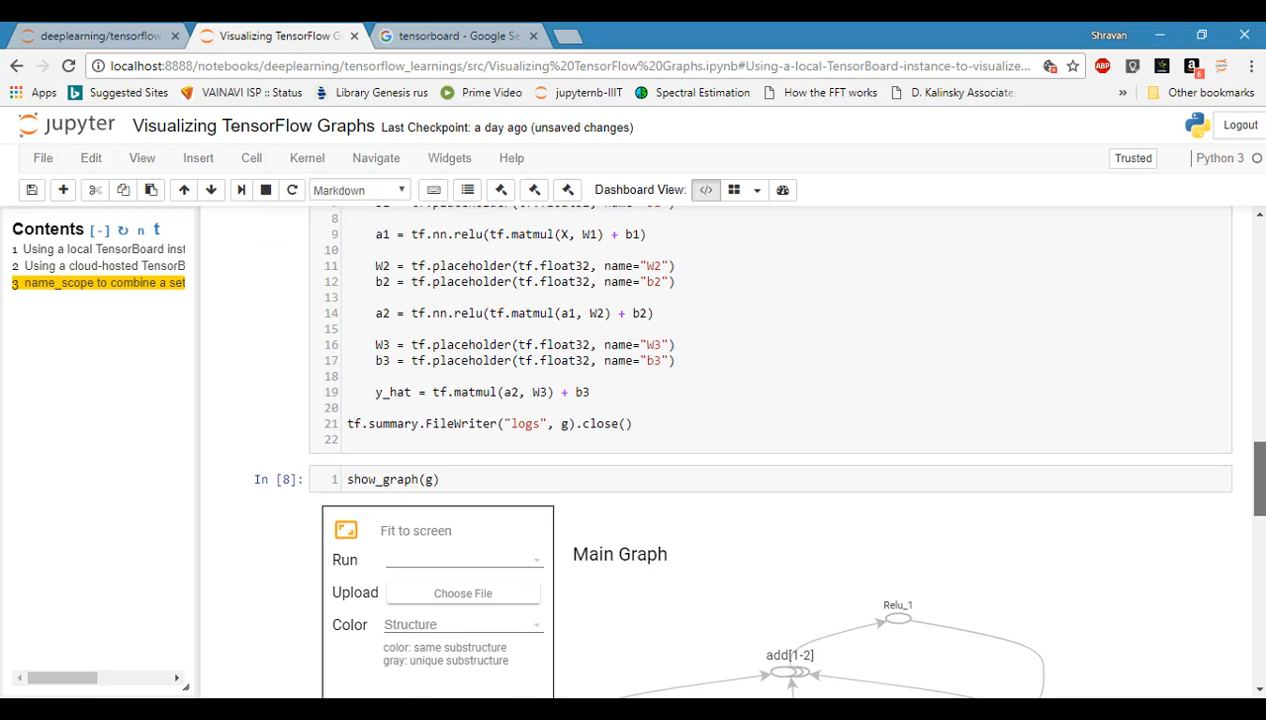 deeplearning/tensorflow
Visualizing TensorFlow G
tensorboard - Google Se
Shravan
localhost:8888/notebooks/deeplearning/tensorflow_learnings/src/Visualizing%20TensorFlow%20Graphs.ipynb#Using-a-local-TensorBoard-instance-to-visualize...
ABP
6
Apps
Suggested Sites
VAINAVI ISP :: Status
Library Genesis rus
Prime Video
jupyternb-IIIT
Spectral Estimation
How the FFT works
D. Kalinsky Associates
»
Other bookmarks
jupyter
Visualizing TensorFlow Graphs
Last Checkpoint: a day ago (unsaved changes)
Logout
File
Edit
View
Insert
Cell
Kernel
Navigate
Widgets
Help
Trusted
Python 3
Markdown
Dashboard View:
Contents [-] n t
1 Using a local TensorBoard inst
2 Using a cloud-hosted TensorB
3 name_scope to combine a set
8
9 a1 = tf.nn.relu(tf.matmul(X, W1) + b1)
10
11 W2 = tf.placeholder(tf.float32, name="W2")
12 b2 = tf.placeholder(tf.float32, name="b2")
13
14 a2 = tf.nn.relu(tf.matmul(a1, W2) + b2)
15
16 W3 = tf.placeholder(tf.float32, name="W3")
17 b3 = tf.placeholder(tf.float32, name="b3")
18
19 y_hat = tf.matmul(a2, W3) + b3
20
21 tf.summary.FileWriter("logs", g).close()
22
In [8]:
1 show_graph(g)
Fit to screen
Run
Upload
Choose File
Color
Structure
color: same substructure
gray: unique substructure
Main Graph
Relu_1
add[1-2]